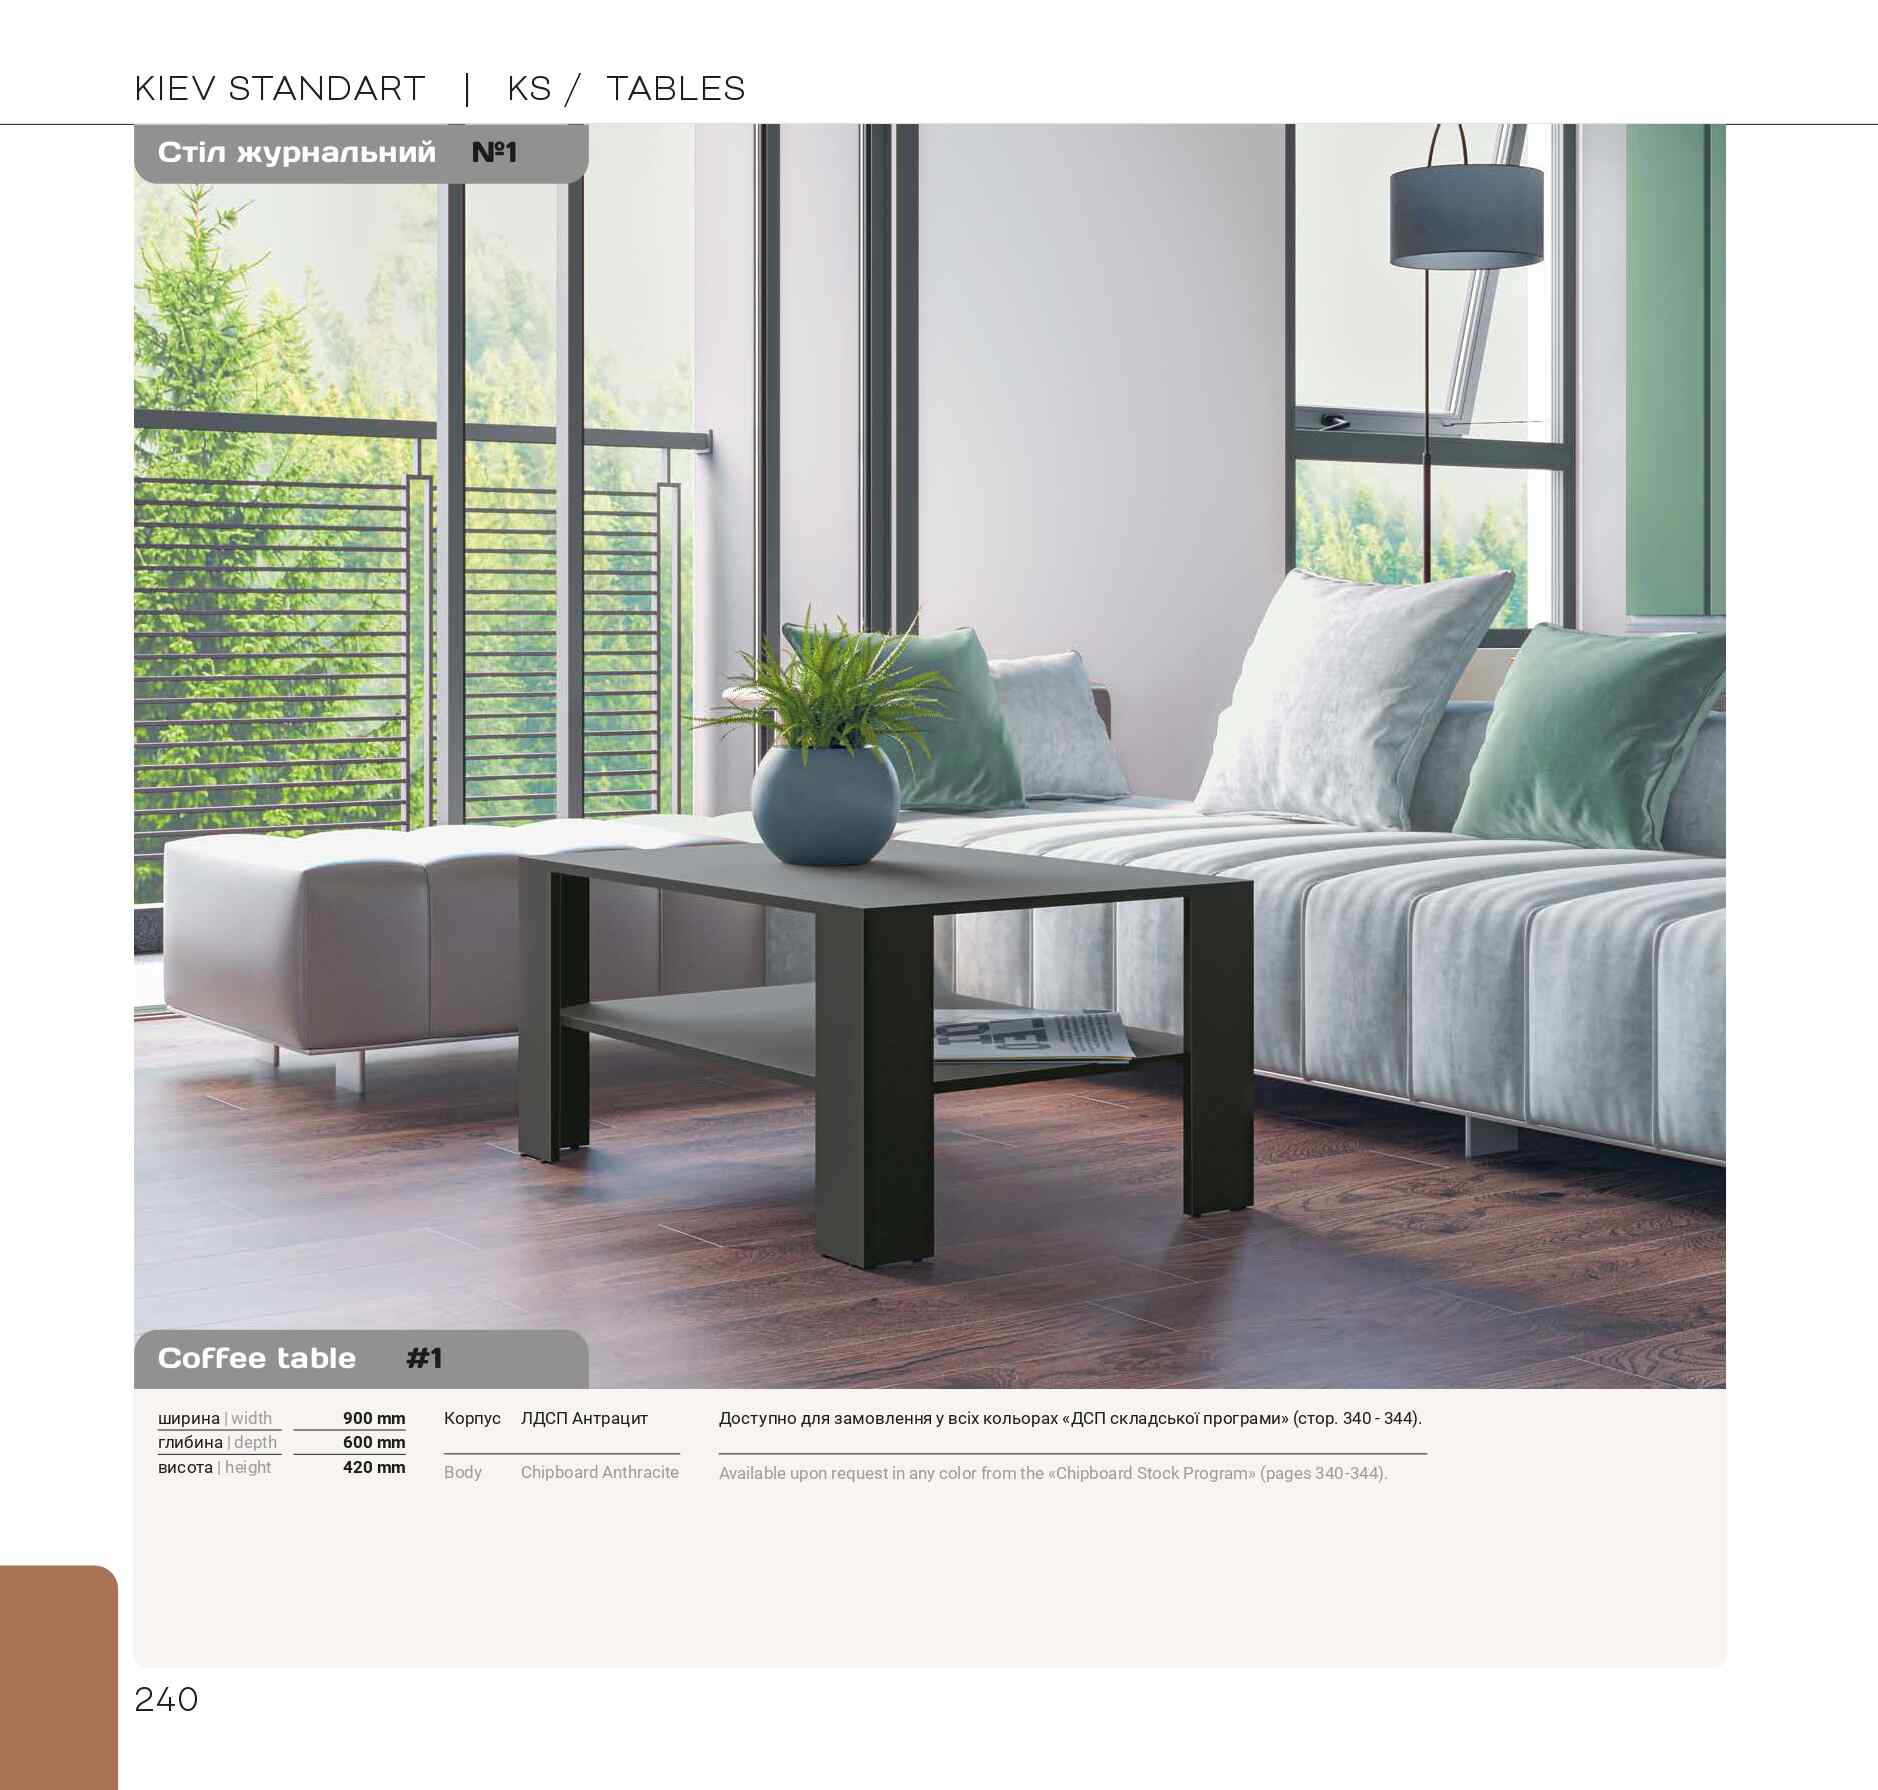 KIEV STANDART | KS / TABLES
Стіл журнальний №1
Coffee table #1
ширина | width 900 mm
глибина | depth 600 mm
висота | height 420 mm
Корпус ЛДСП Антрацит
Body Chipboard Anthracite
Доступно для замовлення у всіх кольорах «ДСП складської програми» (стор. 340 - 344).
Available upon request in any color from the «Chipboard Stock Program» (pages 340-344).
240